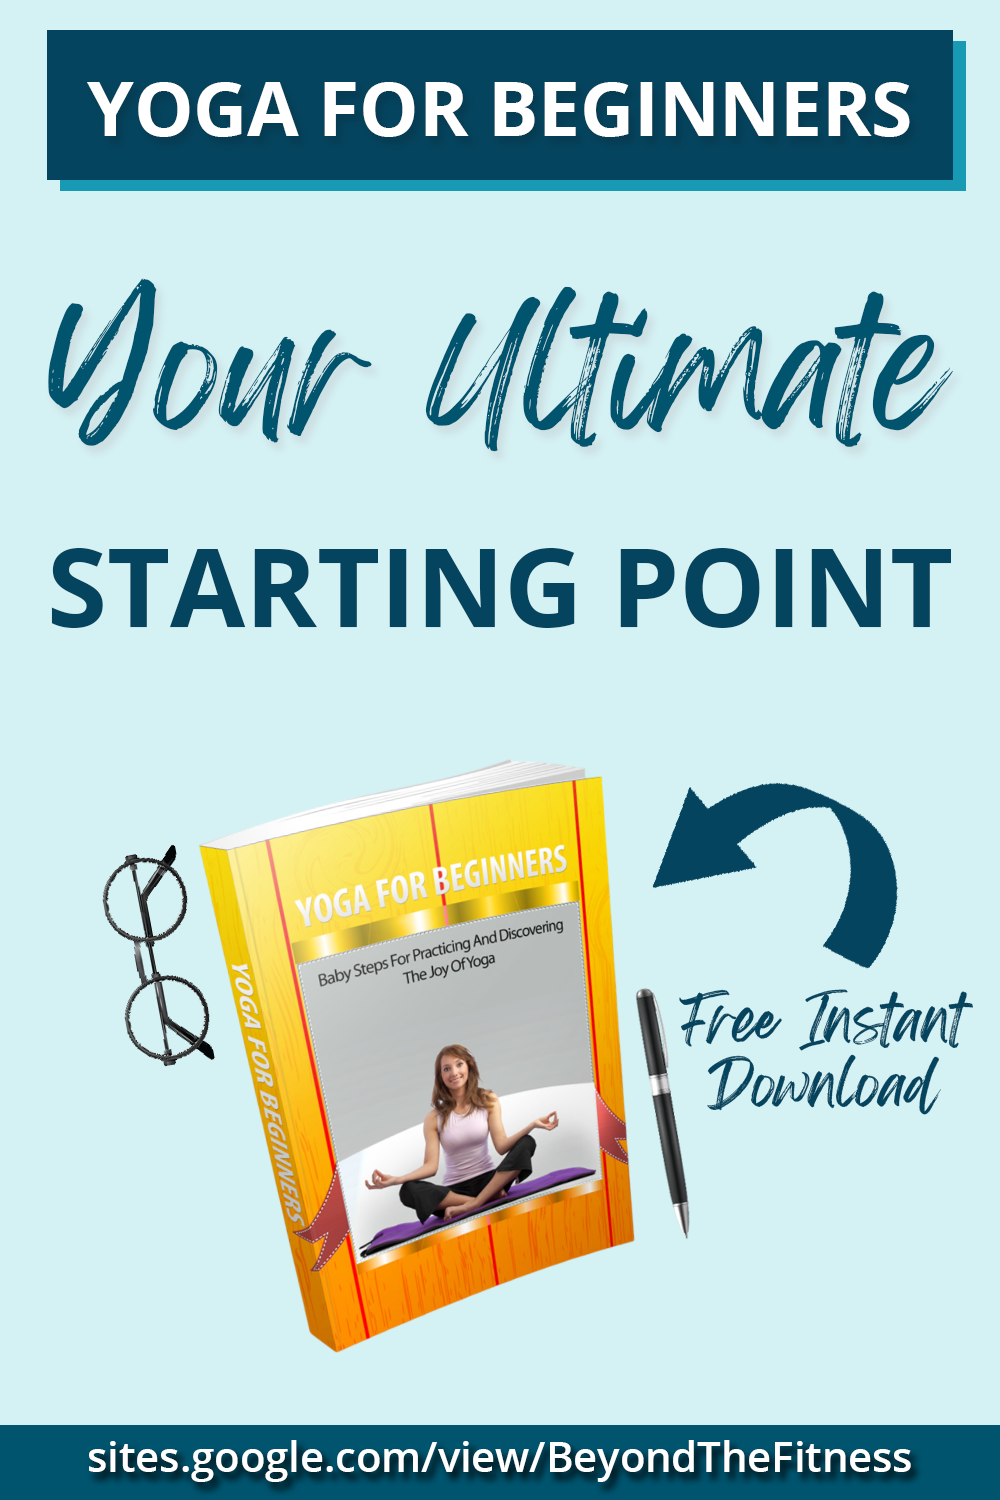 YOGA FOR BEGINNERS
Your Ultimate
STARTING POINT
YOGA FOR BEGINNERS
Baby Steps For Practicing And Discovering
The Joy Of Yoga
YOGA FOR BEGINNERS
Free Instant
Download
sites.google.com/view/BeyondTheFitness